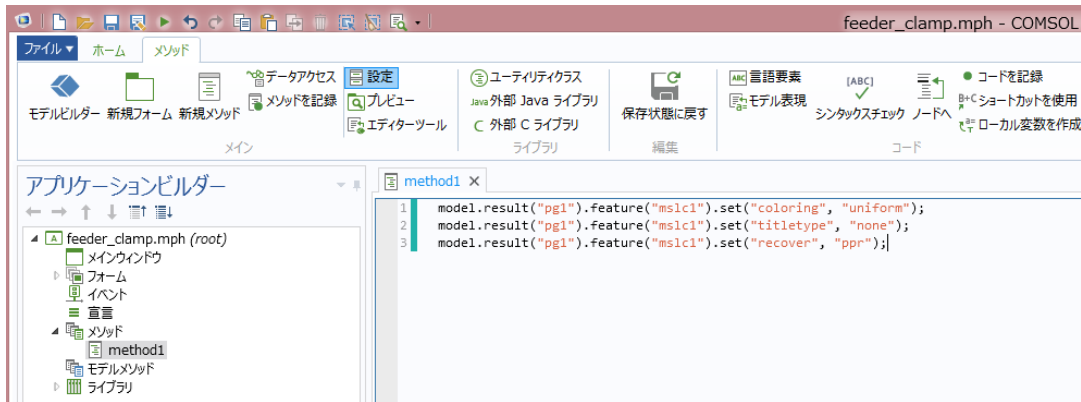 feeder_clamp.mph - COMSOL
ファイル ホーム メソッド
モデルビルダー 新規フォーム 新規メソッド
データアクセス
メソッドを記録
設定
プレビュー
エディターツール
メイン
ユーティリティクラス
Java 外部 Java ライブラリ
C 外部 C ライブラリ
ライブラリ
保存状態に戻す
編集
ABC 言語要素
a= モデル表現
[ABC]
シンタックスチェック ノードへ
コードを記録
B+C ショートカットを使用
a= ローカル変数を作成
コード
アプリケーションビルダー
feeder_clamp.mph (root)
メインウィンドウ
フォーム
イベント
宣言
メソッド
method1
モデルメソッド
ライブラリ
method1
1 model.result("pg1").feature("mslc1").set("coloring", "uniform");
2 model.result("pg1").feature("mslc1").set("titletype", "none");
3 model.result("pg1").feature("mslc1").set("recover", "ppr");